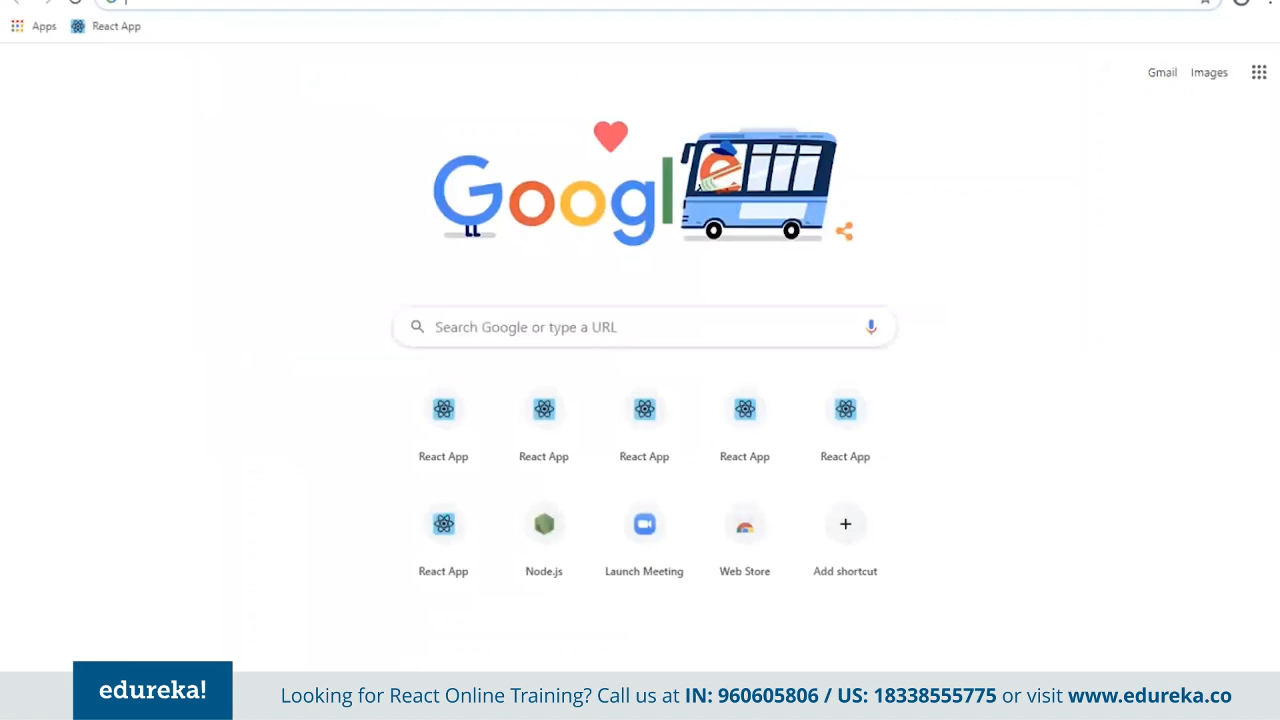 Apps React App
Gmail Images
Googl
Search Google or type a URL
React App React App React App React App React App
React App Node.js Launch Meeting Web Store Add shortcut
edureka! Looking for React Online Training? Call us at IN: 960605806 / US: 18338555775 or visit www.edureka.co